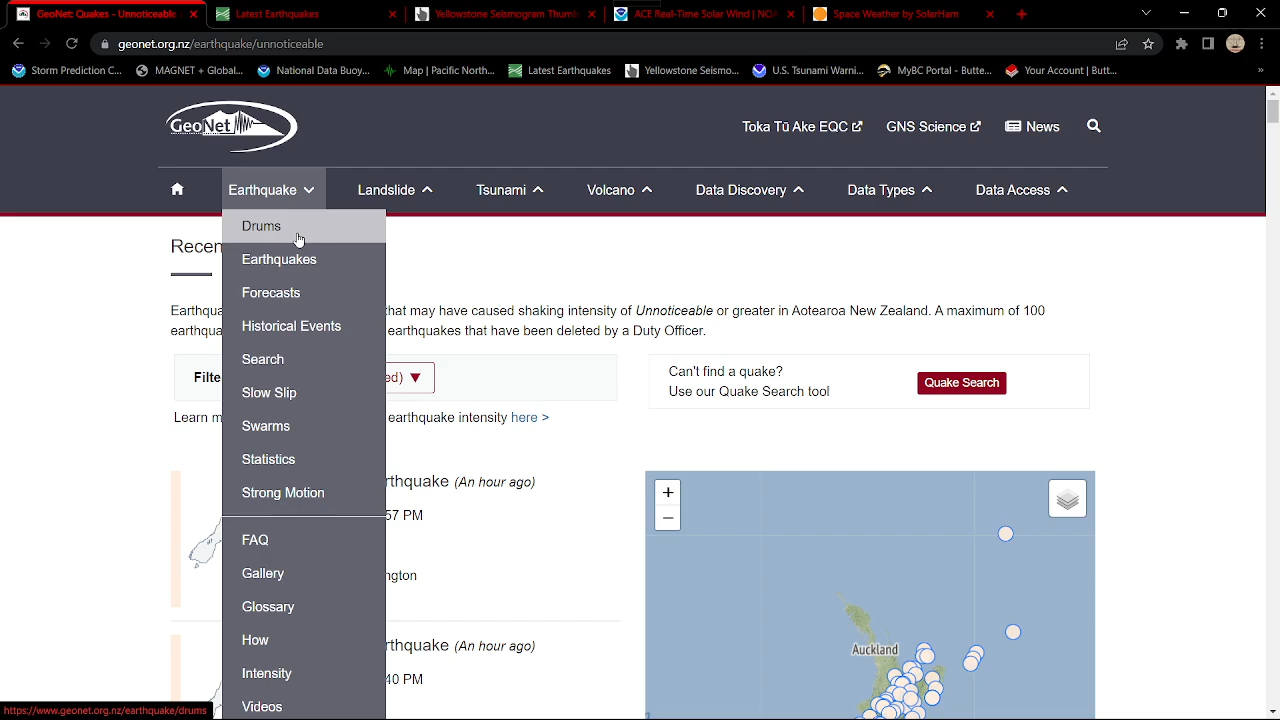 GeoNet: Quakes - Unnoticeable
Latest Earthquakes
Yellowstone Seismogram Thumb
ACE Real-Time Solar Wind | NO
Space Weather by SolarHam
geonet.org.nz/earthquake/unnoticeable
Storm Prediction C...
MAGNET + Global...
National Data Buoy...
Map | Pacific North...
Latest Earthquakes
Yellowstone Seismo...
U.S. Tsunami Warni...
MyBC Portal - Butte...
Your Account | Butt...
»
GeoNet
Toka Tū Ake EQC
GNS Science
News
Earthquake
Landslide
Tsunami
Volcano
Data Discovery
Data Types
Data Access
Drums
Earthquakes
Forecasts
Historical Events
Search
Slow Slip
Swarms
Statistics
Strong Motion
FAQ
Gallery
Glossary
How
Intensity
Videos
Recen
Earthqua that may have caused shaking intensity of Unnoticeable or greater in Aotearoa New Zealand. A maximum of 100
earthqua earthquakes that have been deleted by a Duty Officer.
Filte ed) ▼
Can't find a quake?
Use our Quake Search tool!
Quake Search
Learn m earthquake intensity here >
rthquake (An hour ago)
57 PM
ngton
rthquake (An hour ago)
40 PM
+
−
Auckland
https://www.geonet.org.nz/earthquake/drums